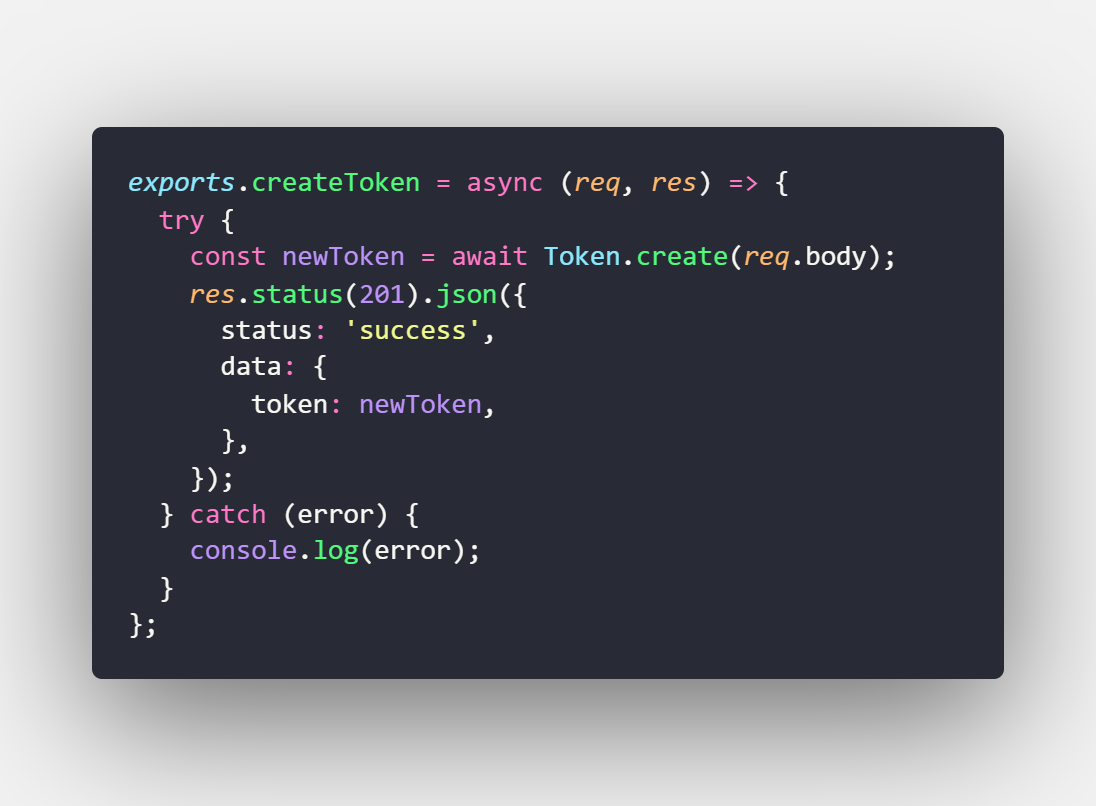 exports.createToken = async (req, res) => {
  try {
    const newToken = await Token.create(req.body);
    res.status(201).json({
      status: 'success',
      data: {
        token: newToken,
      },
    });
  } catch (error) {
    console.log(error);
  }
};